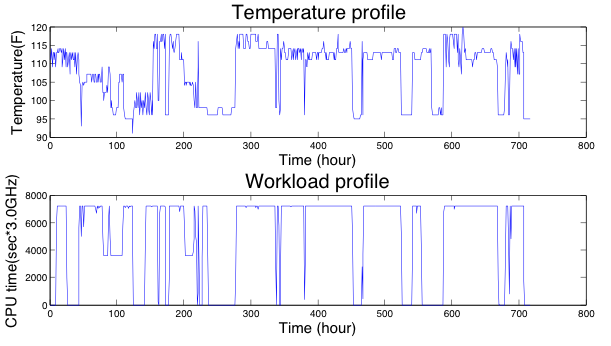 Temperature profile
Temperature(F)
120
115
110
105
100
95
90
0 100 200 300 400 500 600 700 800
Time (hour)
Workload profile
CPU time(sec*3.0GHz)
8000
6000
4000
2000
0
0 100 200 300 400 500 600 700 800
Time (hour)